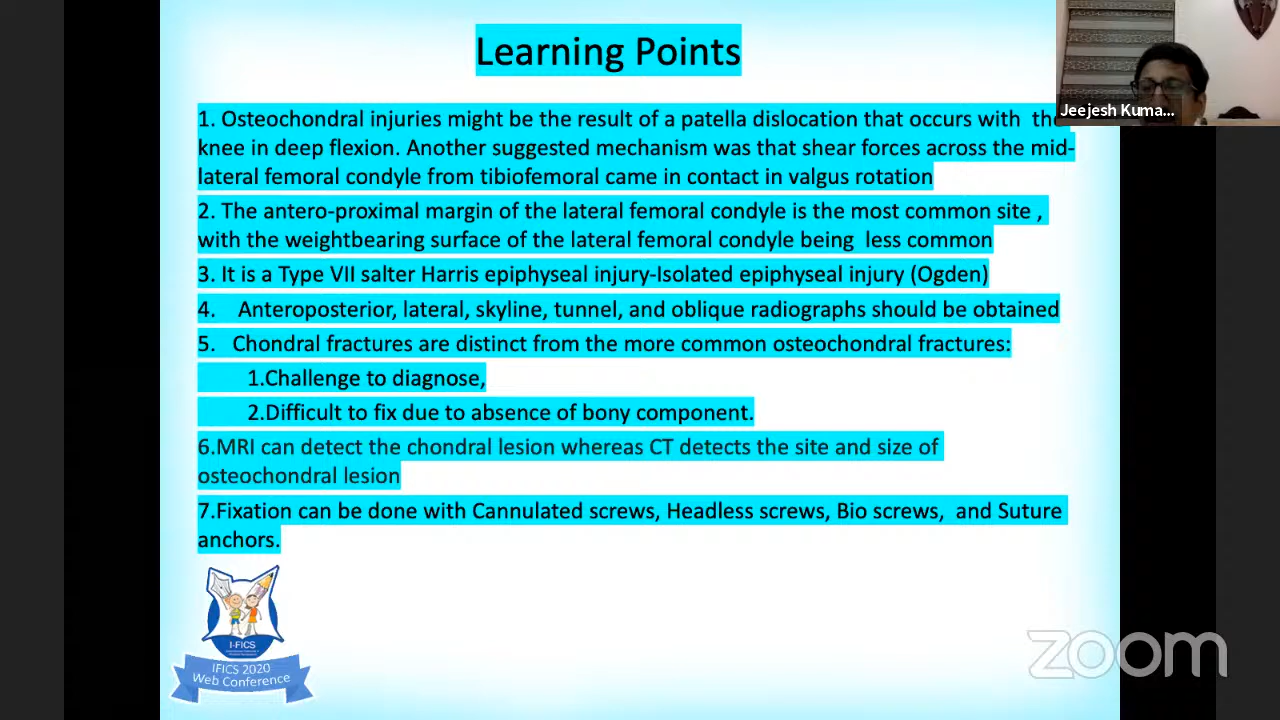 Learning Points
Jeejesh Kuma...
1. Osteochondral injuries might be the result of a patella dislocation that occurs with the
knee in deep flexion. Another suggested mechanism was that shear forces across the mid-
lateral femoral condyle from tibiofemoral came in contact in valgus rotation
2. The antero-proximal margin of the lateral femoral condyle is the most common site ,
with the weightbearing surface of the lateral femoral condyle being less common
3. It is a Type VII salter Harris epiphyseal injury-Isolated epiphyseal injury (Ogden)
4. Anteroposterior, lateral, skyline, tunnel, and oblique radiographs should be obtained
5. Chondral fractures are distinct from the more common osteochondral fractures:
1.Challenge to diagnose,
2.Difficult to fix due to absence of bony component.
6.MRI can detect the chondral lesion whereas CT detects the site and size of
osteochondral lesion
7.Fixation can be done with Cannulated screws, Headless screws, Bio screws, and Suture
anchors.
I-FICS
IFICS 2020
Web Conference
zoom